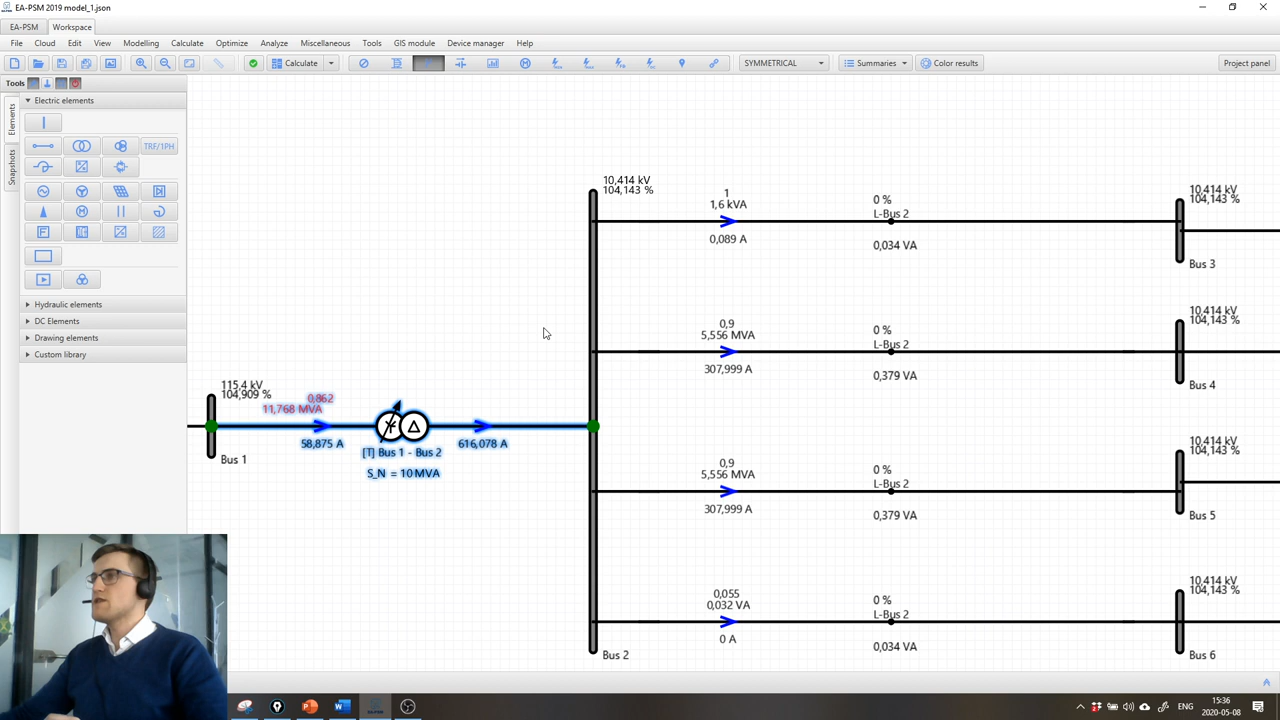 EA-PSM 2019 model_1.json
EA-PSM Workspace
File Cloud Edit View Modelling Calculate Optimize Analyze Miscellaneous Tools GIS module Device manager Help
Calculate SYMMETRICAL Summaries Color results Project panel
Tools
Elements
Snapshots
Electric elements
TRF/1PH
Hydraulic elements
DC Elements
Drawing elements
Custom library
10,414 kV
104,143 %
1
1,6 kVA
0,089 A
0 %
L-Bus 2
0,034 VA
10,414 kV
104,143 %
Bus 3
0,9
5,556 MVA
307,999 A
0 %
L-Bus 2
0,379 VA
10,414 kV
104,143 %
Bus 4
115,4 kV
104,909 %
0,862
11,768 MVA
58,875 A
616,078 A
[T] Bus 1 - Bus 2
S_N = 10 MVA
Bus 1
0,9
5,556 MVA
307,999 A
0 %
L-Bus 2
0,379 VA
10,414 kV
104,143 %
Bus 5
0,055
0,032 VA
0 A
0 %
L-Bus 2
0,034 VA
10,414 kV
104,143 %
Bus 6
Bus 2
ENG
15:36
2020-05-08